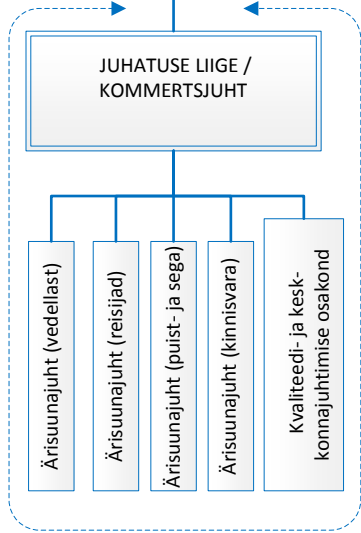 JUHATUSE LIIGE /
KOMMERTSJUHT
Ärisuunajuht (vedellast)
Ärisuunajuht (reisijad)
Ärisuunajuht (puist- ja sega)
Ärisuunajuht (kinnisvara)
Kvaliteedi- ja kesk-
konnajuhtimise osakond